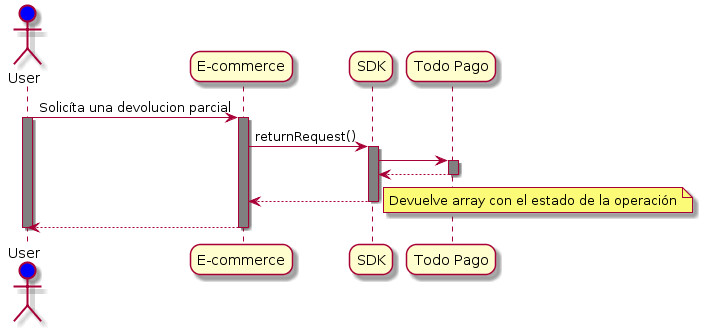 User
E-commerce
SDK
Todo Pago
Solicíta una devolucion parcial
returnRequest()
Devuelve array con el estado de la operación
User
E-commerce
SDK
Todo Pago